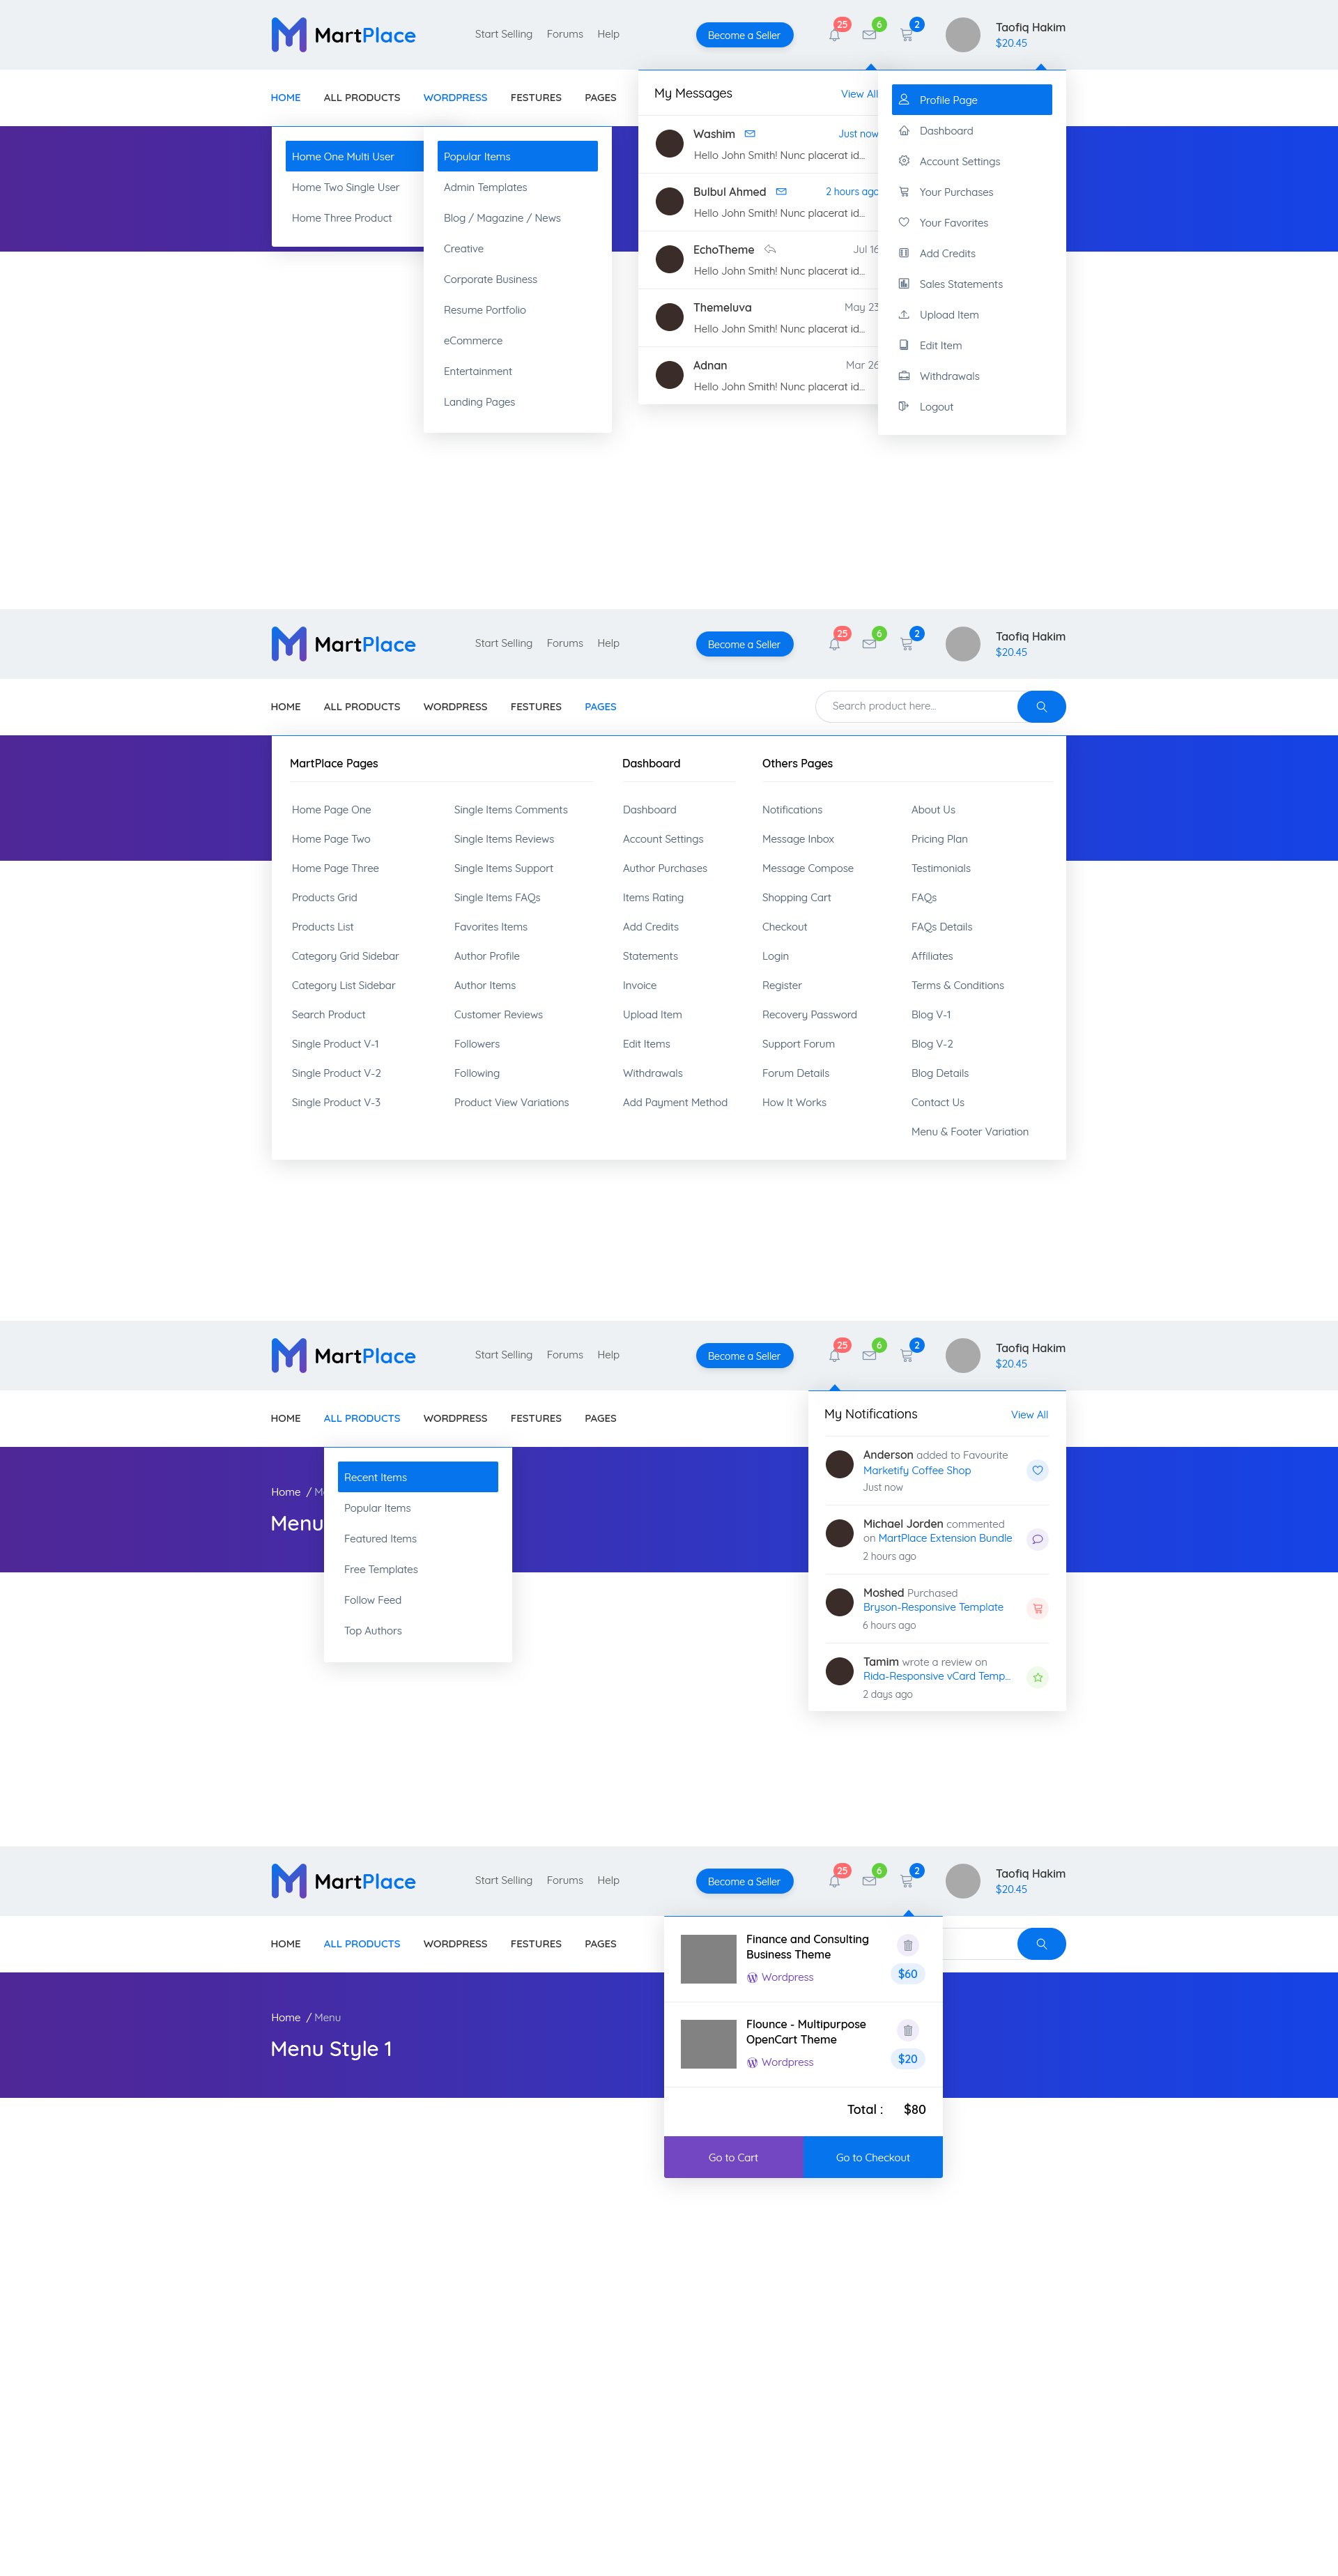 MartPlace
Start Selling Forums Help
Become a Seller
25 6 2
Taofiq Hakim
$20.45
HOME ALL PRODUCTS WORDPRESS FESTURES PAGES
Home One Multi User
Home Two Single User
Home Three Product
Popular Items
Admin Templates
Blog / Magazine / News
Creative
Corporate Business
Resume Portfolio
eCommerce
Entertainment
Landing Pages
My Messages View All
Washim Just now
Hello John Smith! Nunc placerat id...
Bulbul Ahmed 2 hours ago
Hello John Smith! Nunc placerat id...
EchoTheme Jul 16
Hello John Smith! Nunc placerat id...
Themeluva May 23
Hello John Smith! Nunc placerat id...
Adnan Mar 26
Hello John Smith! Nunc placerat id...
Profile Page
Dashboard
Account Settings
Your Purchases
Your Favorites
Add Credits
Sales Statements
Upload Item
Edit Item
Withdrawals
Logout
MartPlace
Start Selling Forums Help
Become a Seller
25 6 2
Taofiq Hakim
$20.45
HOME ALL PRODUCTS WORDPRESS FESTURES PAGES
Search product here...
MartPlace Pages
Home Page One
Home Page Two
Home Page Three
Products Grid
Products List
Category Grid Sidebar
Category List Sidebar
Search Product
Single Product V-1
Single Product V-2
Single Product V-3
Single Items Comments
Single Items Reviews
Single Items Support
Single Items FAQs
Favorites Items
Author Profile
Author Items
Customer Reviews
Followers
Following
Product View Variations
Dashboard
Dashboard
Account Settings
Author Purchases
Items Rating
Add Credits
Statements
Invoice
Upload Item
Edit Items
Withdrawals
Add Payment Method
Others Pages
Notifications
Message Inbox
Message Compose
Shopping Cart
Checkout
Login
Register
Recovery Password
Support Forum
Forum Details
How It Works
About Us
Pricing Plan
Testimonials
FAQs
FAQs Details
Affiliates
Terms & Conditions
Blog V-1
Blog V-2
Blog Details
Contact Us
Menu & Footer Variation
MartPlace
Start Selling Forums Help
Become a Seller
25 6 2
Taofiq Hakim
$20.45
HOME ALL PRODUCTS WORDPRESS FESTURES PAGES
Home / M
Menu
Recent Items
Popular Items
Featured Items
Free Templates
Follow Feed
Top Authors
My Notifications View All
Anderson added to Favourite
Marketify Coffee Shop
Just now
Michael Jorden commented
on MartPlace Extension Bundle
2 hours ago
Moshed Purchased
Bryson-Responsive Template
6 hours ago
Tamim wrote a review on
Rida-Responsive vCard Temp...
2 days ago
MartPlace
Start Selling Forums Help
Become a Seller
25 6 2
Taofiq Hakim
$20.45
HOME ALL PRODUCTS WORDPRESS FESTURES PAGES
Home / Menu
Menu Style 1
Finance and Consulting
Business Theme
Wordpress
$60
Flounce - Multipurpose
OpenCart Theme
Wordpress
$20
Total : $80
Go to Cart Go to Checkout